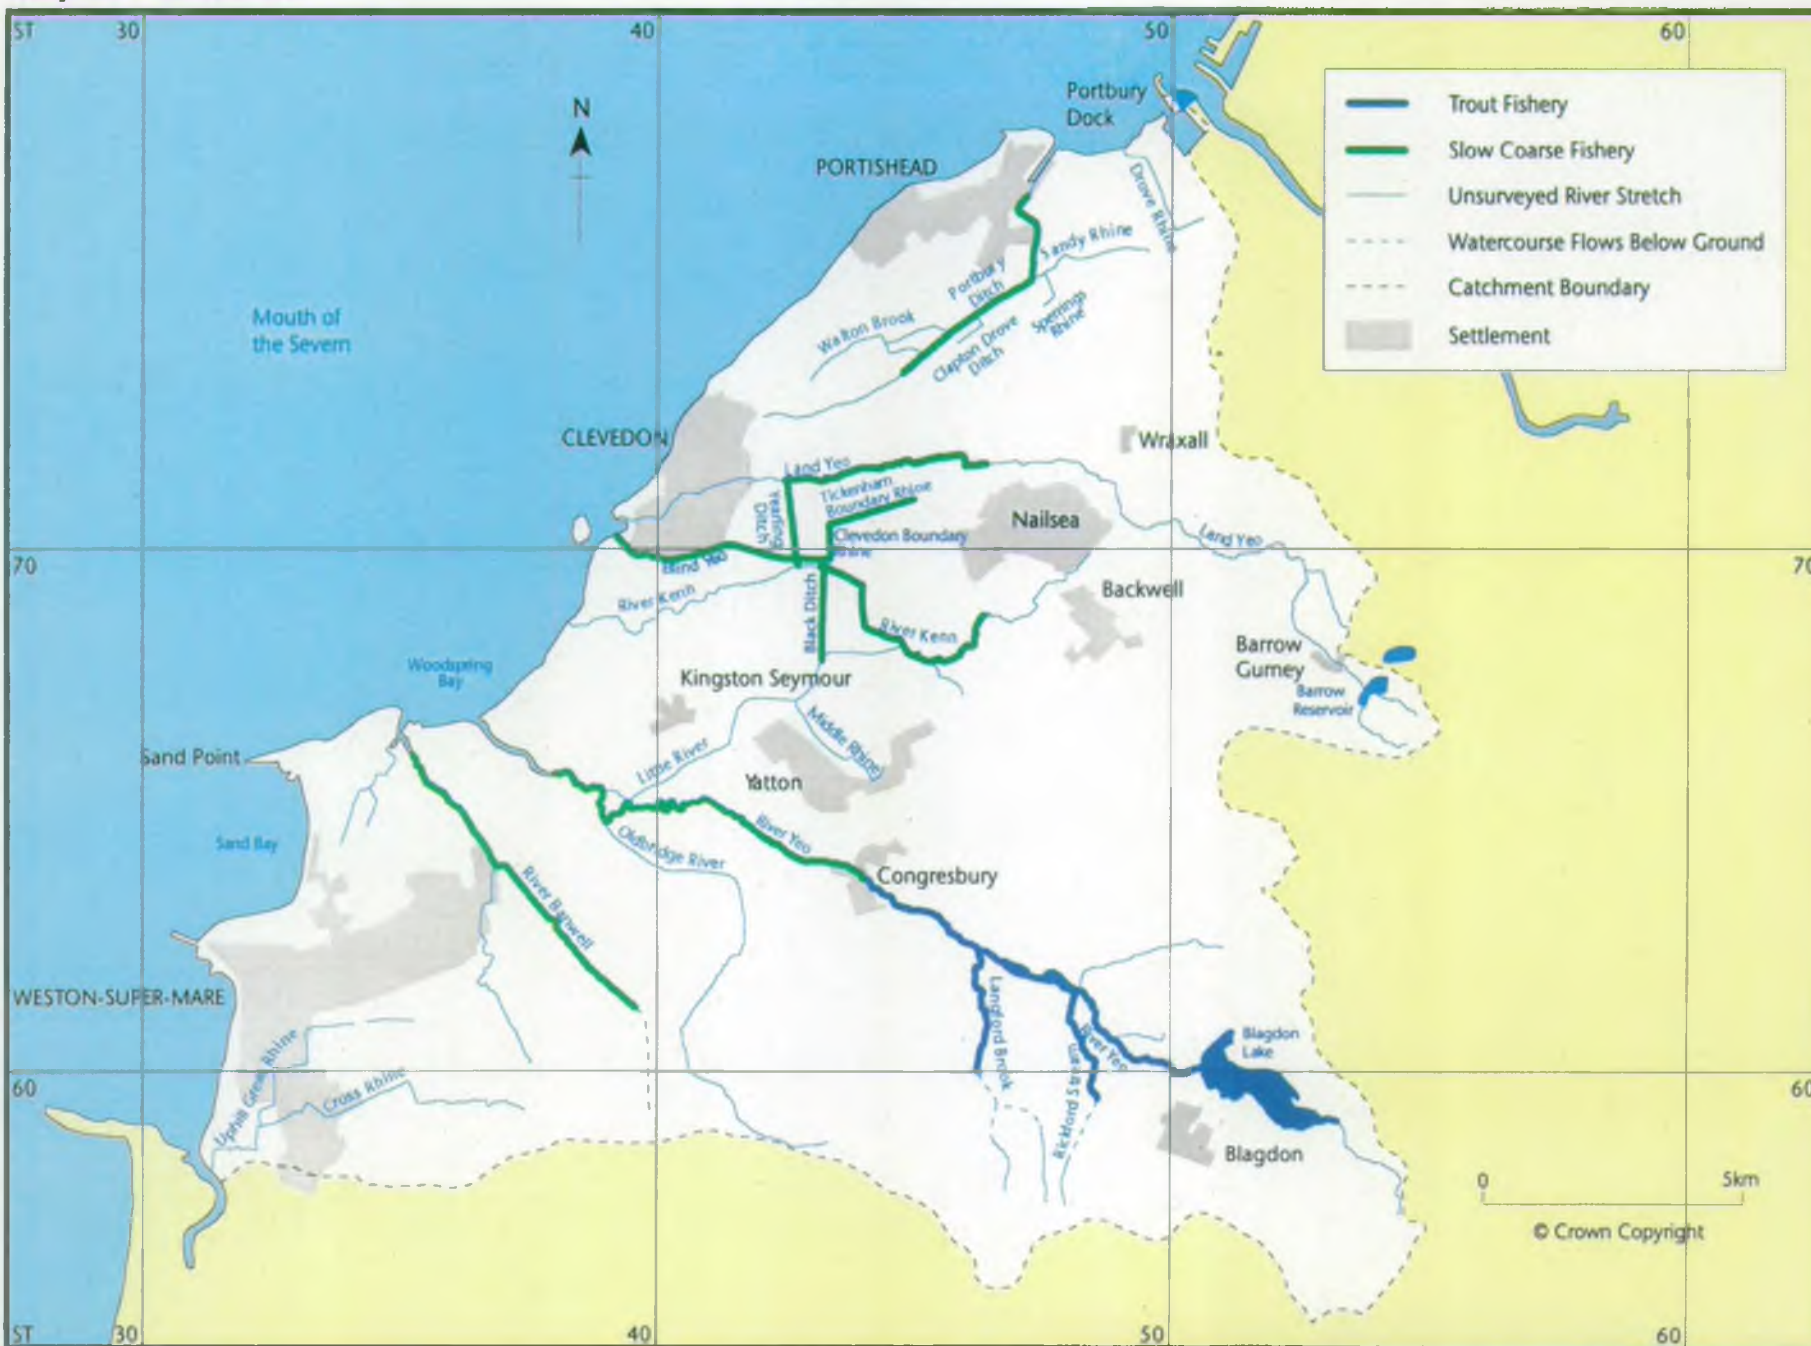 ST
30
40
50
60
N
Portbury
Dock
PORTISHEAD
Drove Rhine
Sandy Rhine
Portbury
Ditch
Sperrings
Rhine
Walton Brook
Clapton Drove
Ditch
Mouth of
the Severn
Trout Fishery
Slow Coarse Fishery
Unsurveyed River Stretch
Watercourse Flows Below Ground
Catchment Boundary
Settlement
CLEVEDON
Wraxall
Land Yeo
Tickenham
Boundary Rhine
Yearling
Ditch
Nailsea
Clevedon Boundary
Rhine
Land Yeo
70
Blind Yeo
70
River Kenn
Black Ditch
Backwell
River Kenn
Barrow
Gurney
Barrow
Reservoir
Woodspring
Bay
Kingston Seymour
Middle Rhine
Sand Point
Little River
Yatton
Sand Bay
River Yeo
Oldbridge River
Congresbury
River Banwell
WESTON-SUPER-MARE
Langford Brook
River Yeo
Blagdon
Lake
Rickford Stream
60
60
Uphill Great Rhine
Cross Rhine
Blagdon
0
5km
© Crown Copyright
ST
30
40
50
60